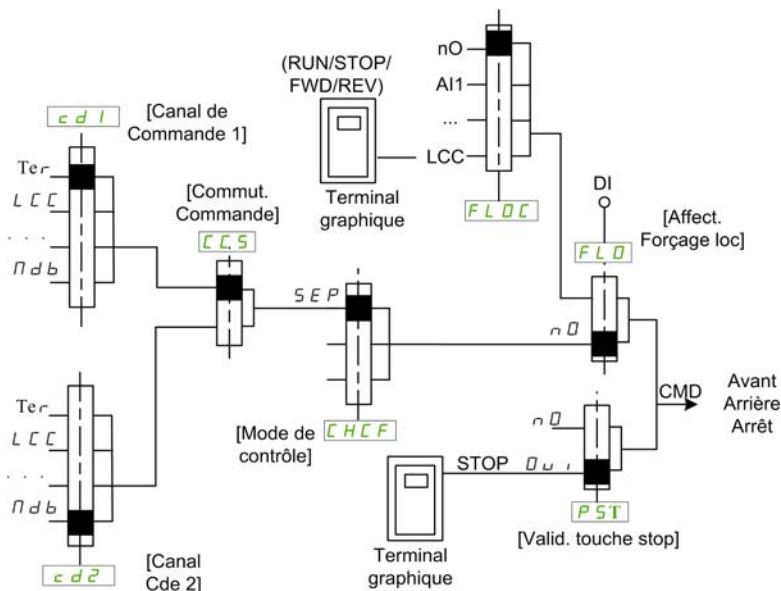 (RUN/STOP/
FWD/REV)
nO
AI1
...
LCC
Terminal
graphique
FLOC
cd1
[Canal de
Commande 1]
Ter
LCC
...
Mdb
[Commut.
Commande]
CCS
DI
[Affect.
Forçage loc]
FLO
SEP
nO
Ter
LCC
...
Mdb
[Mode de
contrôle]
CHCF
CMD
Avant
Arrière
Arrêt
nO
STOP
Oui
PST
[Valid. touche stop]
Terminal
graphique
cd2
[Canal
Cde 2]